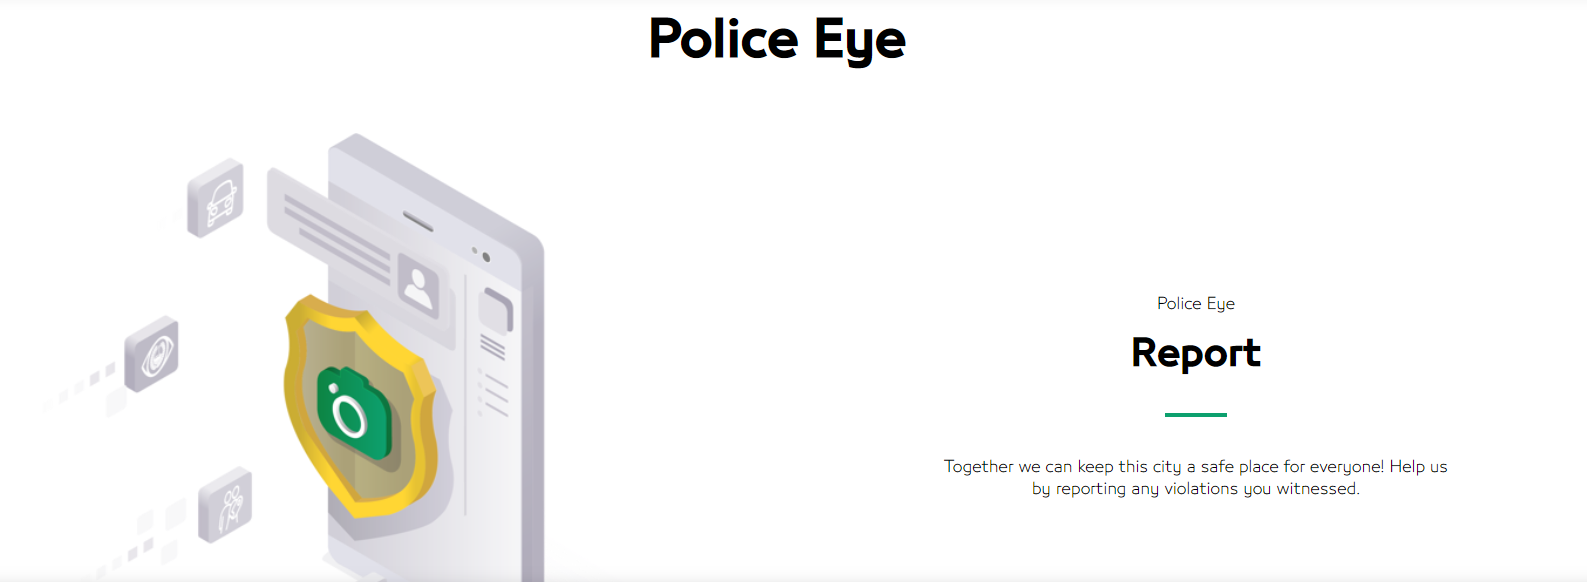 Police Eye
Police Eye
Report
Together we can keep this city a safe place for everyone! Help us
by reporting any violations you witnessed.